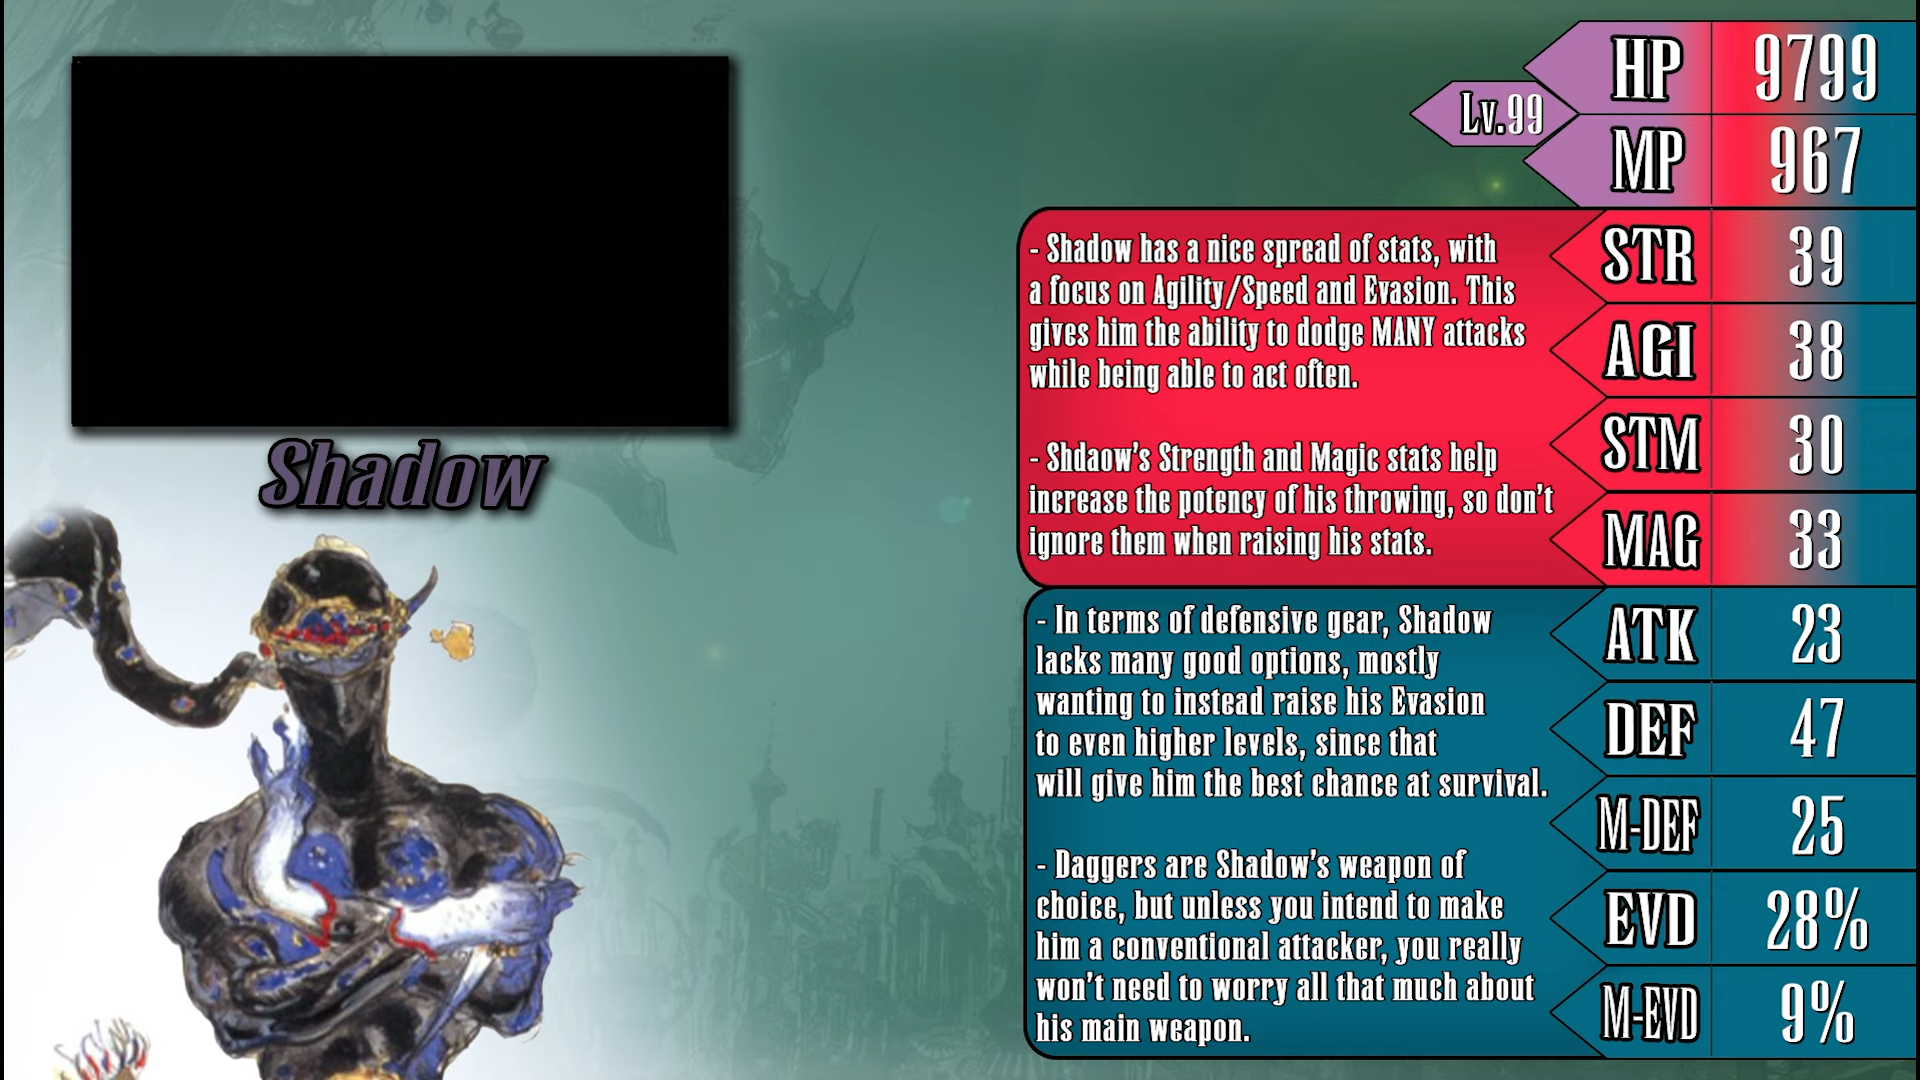 HP 9799
Lv.99
MP 967
- Shadow has a nice spread of stats, with
a focus on Agility/Speed and Evasion. This
gives him the ability to dodge MANY attacks
while being able to act often.
- Shdaow's Strength and Magic stats help
increase the potency of his throwing, so don't
ignore them when raising his stats.
STR 39
AGI 38
STM 30
MAG 33
Shadow
- In terms of defensive gear, Shadow
lacks many good options, mostly
wanting to instead raise his Evasion
to even higher levels, since that
will give him the best chance at survival.
- Daggers are Shadow's weapon of
choice, but unless you intend to make
him a conventional attacker, you really
won't need to worry all that much about
his main weapon.
ATK 23
DEF 47
M-DEF 25
EVD 28%
M-EVD 9%